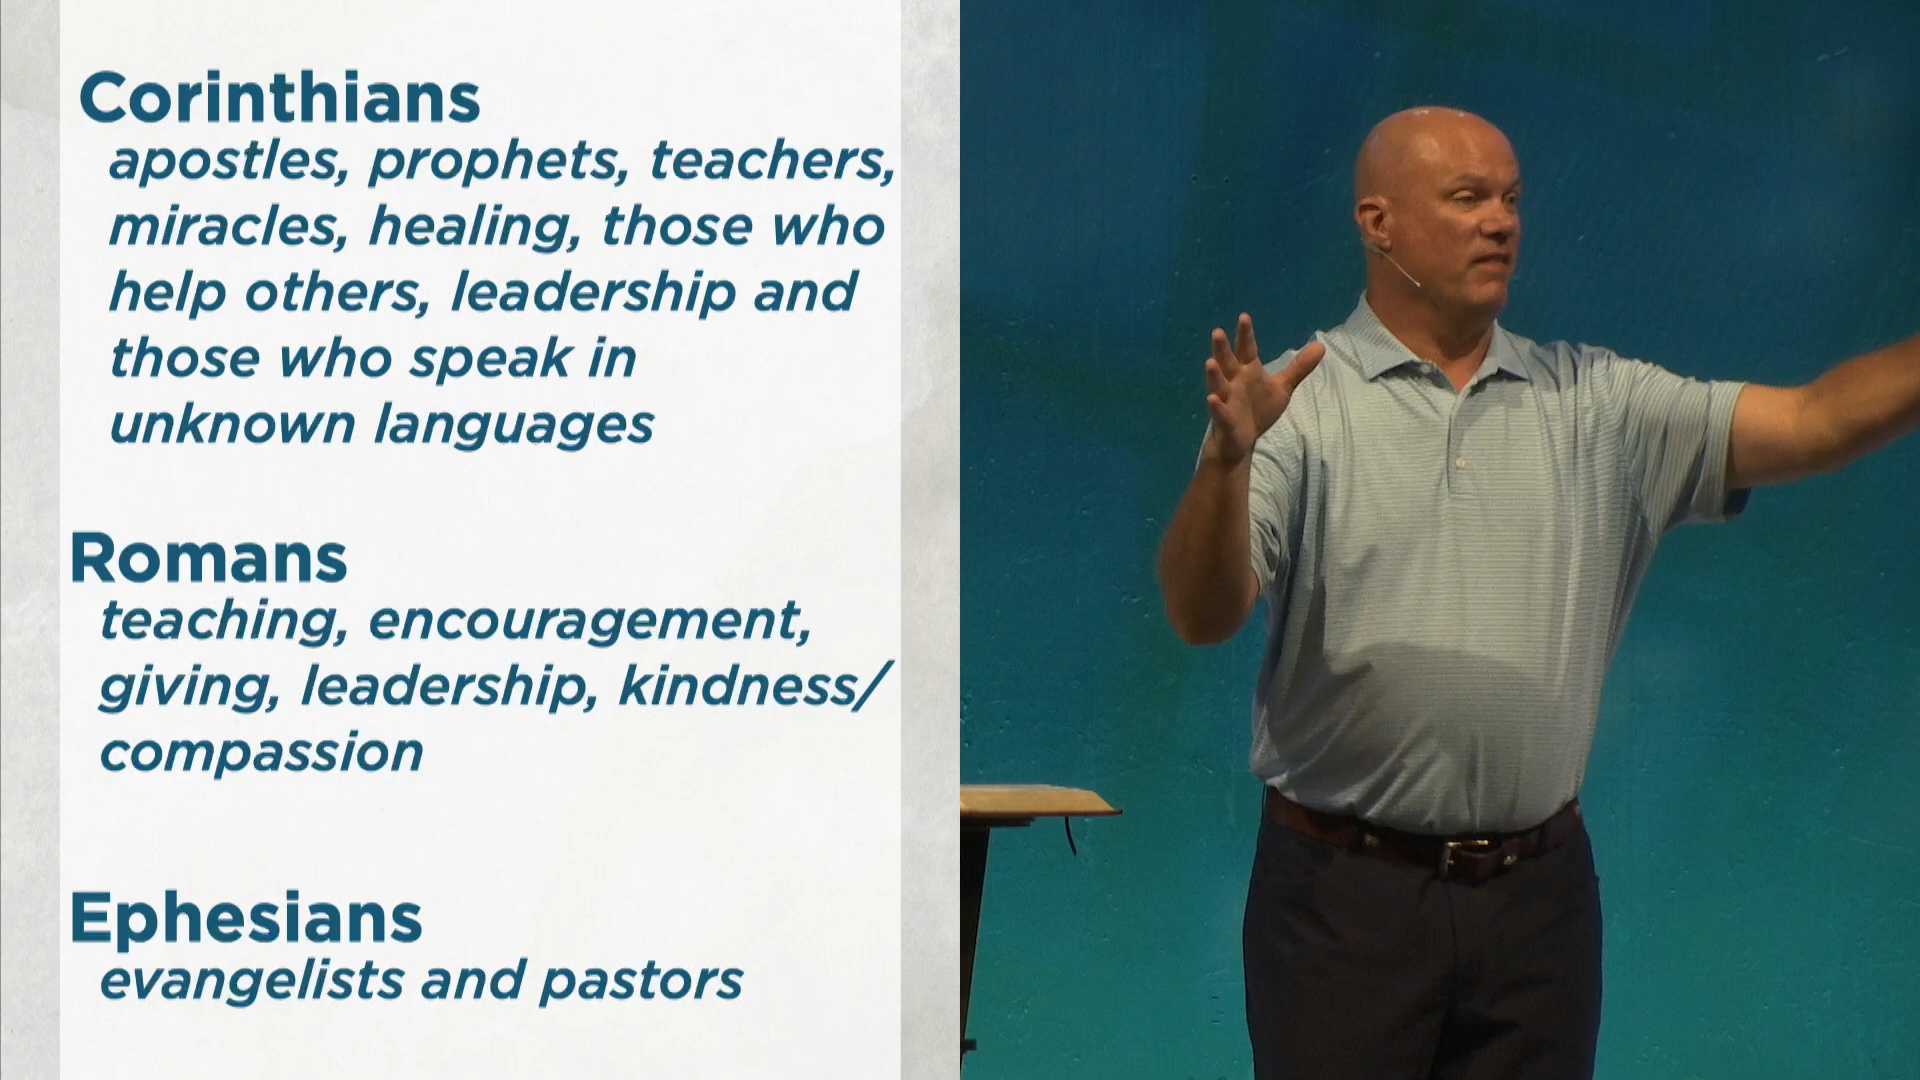 Corinthians
apostles, prophets, teachers,
miracles, healing, those who
help others, leadership and
those who speak in
unknown languages
Romans
teaching, encouragement,
giving, leadership, kindness/
compassion
Ephesians
evangelists and pastors